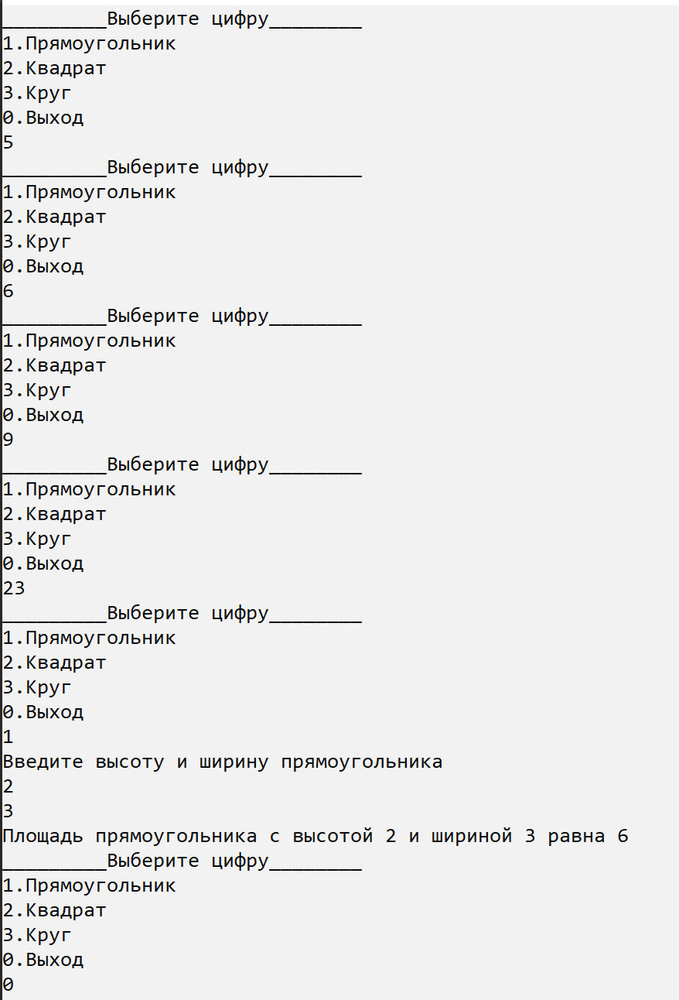 _________Выберите цифру________
1.Прямоугольник
2.Квадрат
3.Круг
0.Выход
5
_________Выберите цифру________
1.Прямоугольник
2.Квадрат
3.Круг
0.Выход
6
_________Выберите цифру________
1.Прямоугольник
2.Квадрат
3.Круг
0.Выход
9
_________Выберите цифру________
1.Прямоугольник
2.Квадрат
3.Круг
0.Выход
23
_________Выберите цифру________
1.Прямоугольник
2.Квадрат
3.Круг
0.Выход
1
Введите высоту и ширину прямоугольника
2
3
Площадь прямоугольника с высотой 2 и шириной 3 равна 6
_________Выберите цифру________
1.Прямоугольник
2.Квадрат
3.Круг
0.Выход
0